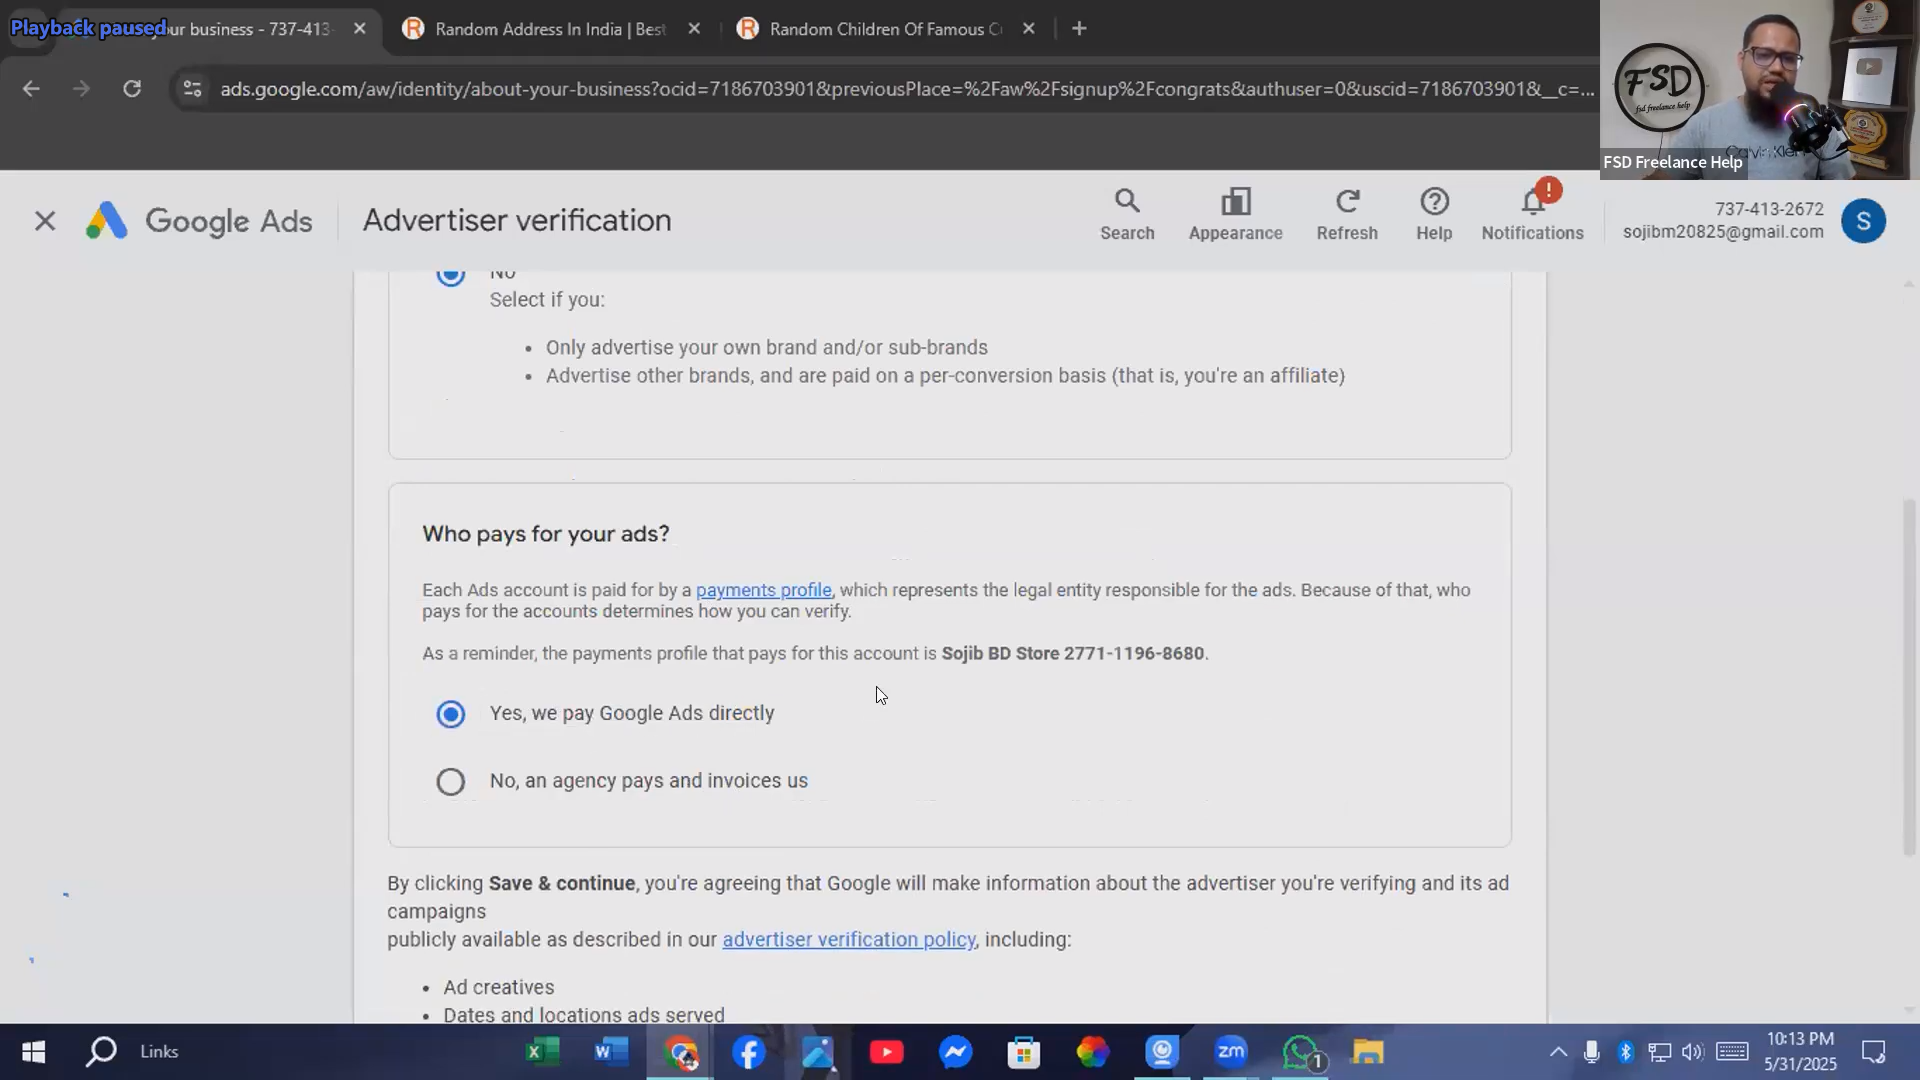 Playback paused
your business - 737-413-
Random Address In India | Best
Random Children Of Famous C
ads.google.com/aw/identity/about-your-business?ocid=7186703901&previousPlace=%2Faw%2Fsignup%2Fcongrats&authuser=0&uscid=7186703901&__c=...
FSD
fsd freelance help
Calvin Klein
FSD Freelance Help
Google Ads
Advertiser verification
Search
Appearance
Refresh
Help
Notifications
737-413-2672
sojibm20825@gmail.com
S
No
Select if you:
• Only advertise your own brand and/or sub-brands
• Advertise other brands, and are paid on a per-conversion basis (that is, you're an affiliate)
Who pays for your ads?
Each Ads account is paid for by a payments profile, which represents the legal entity responsible for the ads. Because of that, who
pays for the accounts determines how you can verify.
As a reminder, the payments profile that pays for this account is Sojib BD Store 2771-1196-8680.
Yes, we pay Google Ads directly
No, an agency pays and invoices us
By clicking Save & continue, you're agreeing that Google will make information about the advertiser you're verifying and its ad
campaigns
publicly available as described in our advertiser verification policy, including:
• Ad creatives
• Dates and locations ads served
Links
zm
1
10:13 PM
5/31/2025